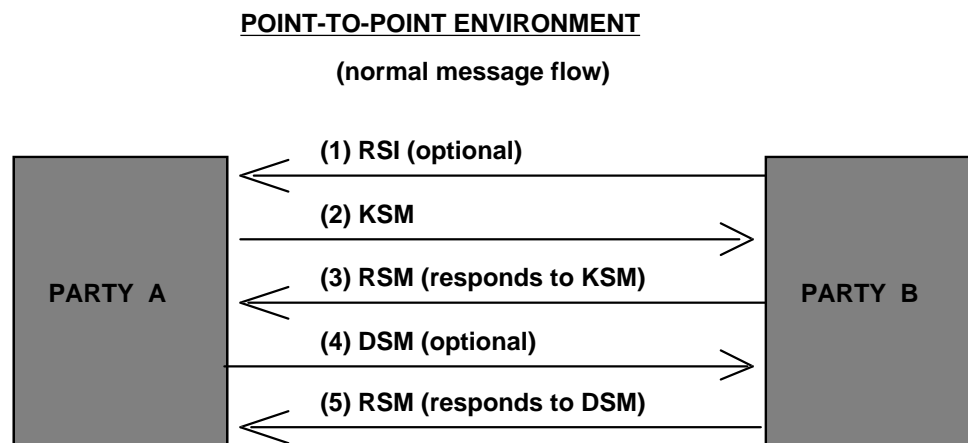 POINT-TO-POINT ENVIRONMENT
(normal message flow)
(1) RSI (optional)
(2) KSM
(3) RSM (responds to KSM)
PARTY A
PARTY B
(4) DSM (optional)
(5) RSM (responds to DSM)